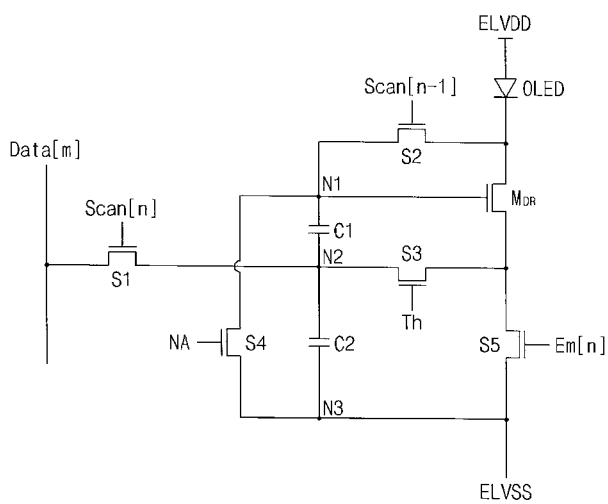 ELVDD
OLED
Scan[n-1]
S2
Data[m]
Scan[n]
S1
N1
MDR
C1
N2
S3
Th
NA
S4
C2
S5
Em[n]
N3
ELVSS